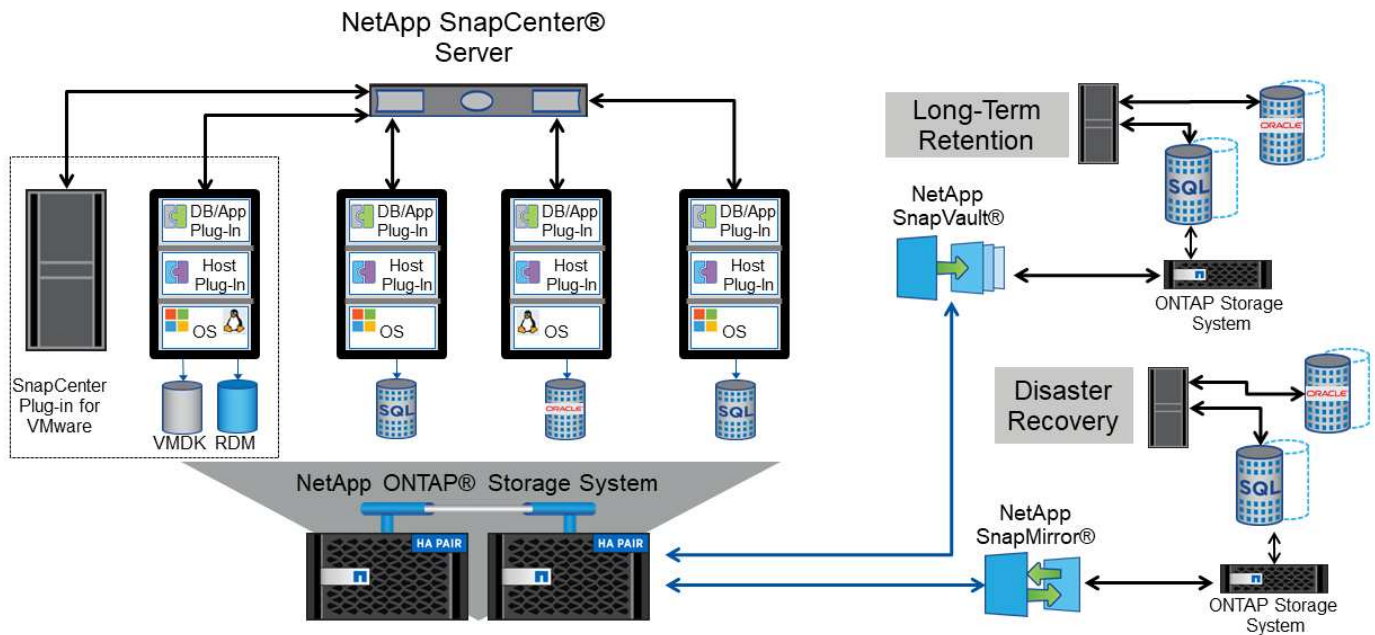 NetApp SnapCenter®
Server
Long-Term
Retention
ORACLE
SQL
NetApp
SnapVault®
ONTAP Storage
System
DB/App
Plug-In
Host
Plug-In
OS
DB/App
Plug-In
Host
Plug-In
OS
DB/App
Plug-In
Host
Plug-In
OS
DB/App
Plug-In
Host
Plug-In
OS
SnapCenter
Plug-in for
VMware
VMDK
RDM
SQL
ORACLE
SQL
Disaster
Recovery
ORACLE
SQL
NetApp ONTAP® Storage System
HA PAIR
HA PAIR
NetApp
SnapMirror®
ONTAP Storage
System